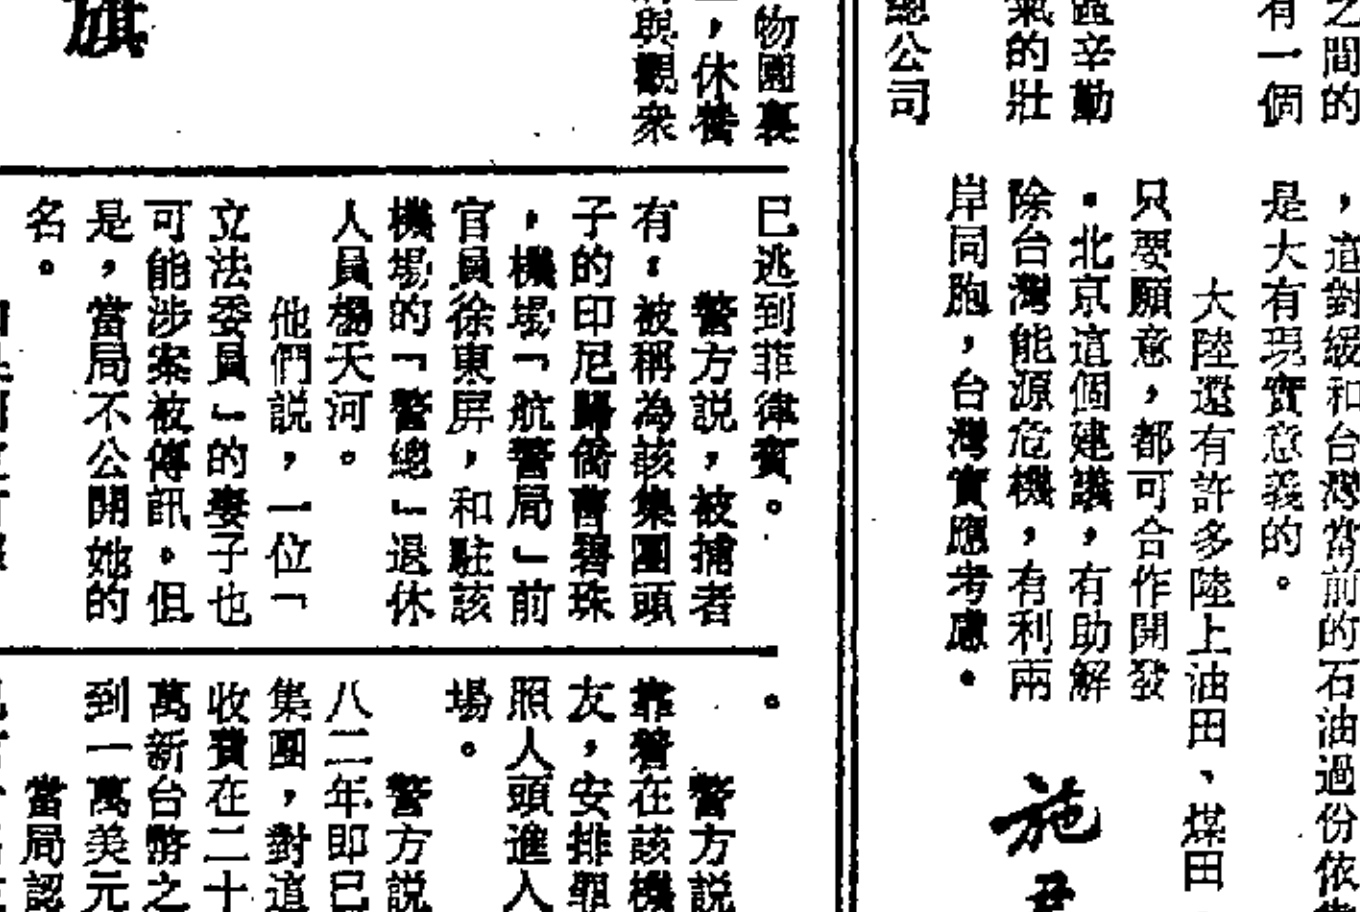 之間的
有一個
區辛勤
氣的壯
總公司
，這對緩和台灣當前的石油過份依
是大有現實意義的。
大陸還有許多陸上油田、煤田
只要願意，都可合作開發
。北京這個建議，有助解
除台灣能源危機，有利兩
岸同胞，台灣實應考慮。
施
物園裏
，休養
與觀衆
旗
已逃到菲律賓。
警方說，被捕者
有：被稱為該集團頭
子的印尼歸僑曹碧珠
，機場「航警局」前
官員徐東屏，和駐該
機場的「警總」退休
人員楊天河。
他們說，一位「
立法委員」的妻子也
可能涉案被傳訊。但
是，當局不公開她的
名。
。
警方說
靠着在該機
友，安排冒
照人頭進入
場。
警方說
八二年即已
集團，對這
收費在二十
萬新台幣之
到一萬美元
當局認